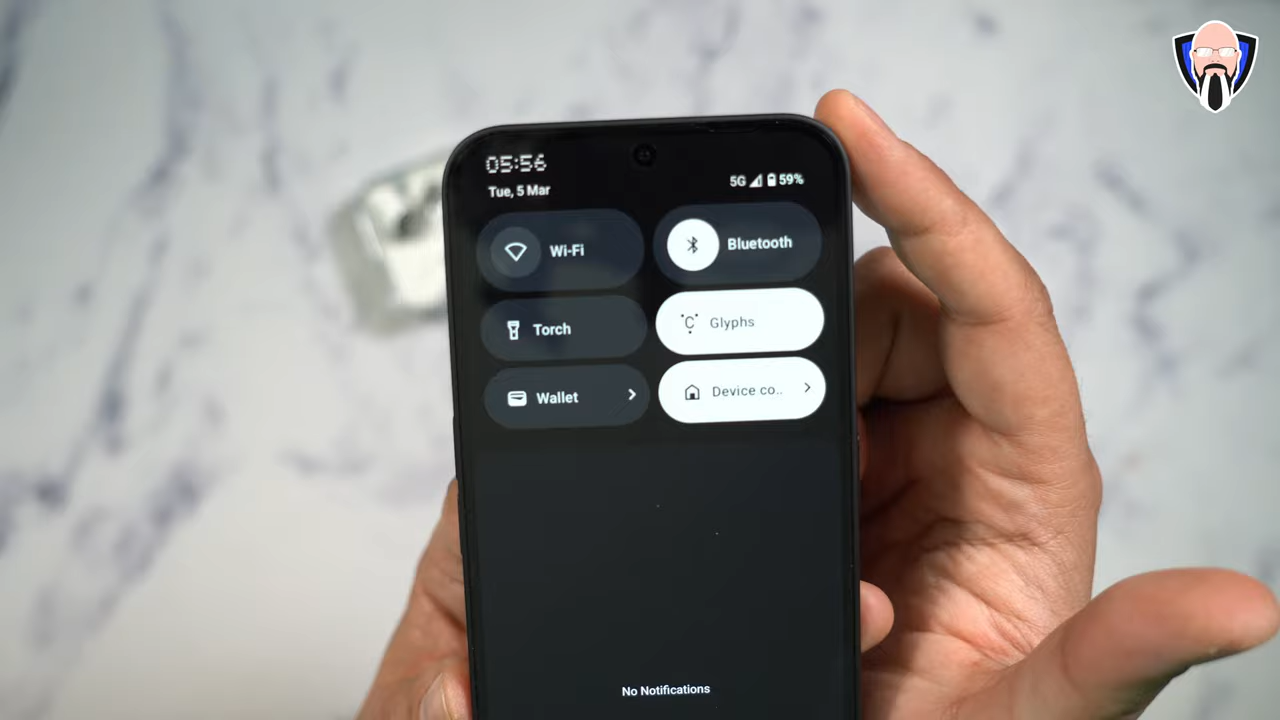 05:56
Tue, 5 Mar
5G 59%
Wi-Fi
Bluetooth
Torch
Glyphs
Wallet
Device co..
No Notifications